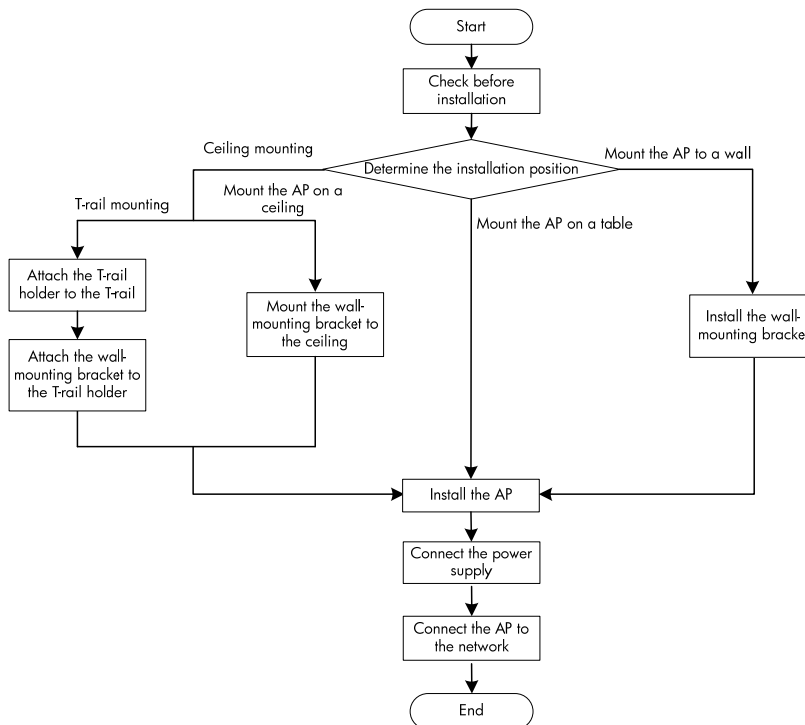 Start
Check before
installation
Determine the installation position
Ceiling mounting
Mount the AP to a wall
T-rail mounting
Mount the AP on a
ceiling
Mount the AP on a table
Attach the T-rail
holder to the T-rail
Mount the wall-
mounting bracket to
the ceiling
Install the wall-
mounting bracket
Attach the wall-
mounting bracket to
the T-rail holder
Install the AP
Connect the power
supply
Connect the AP to
the network
End